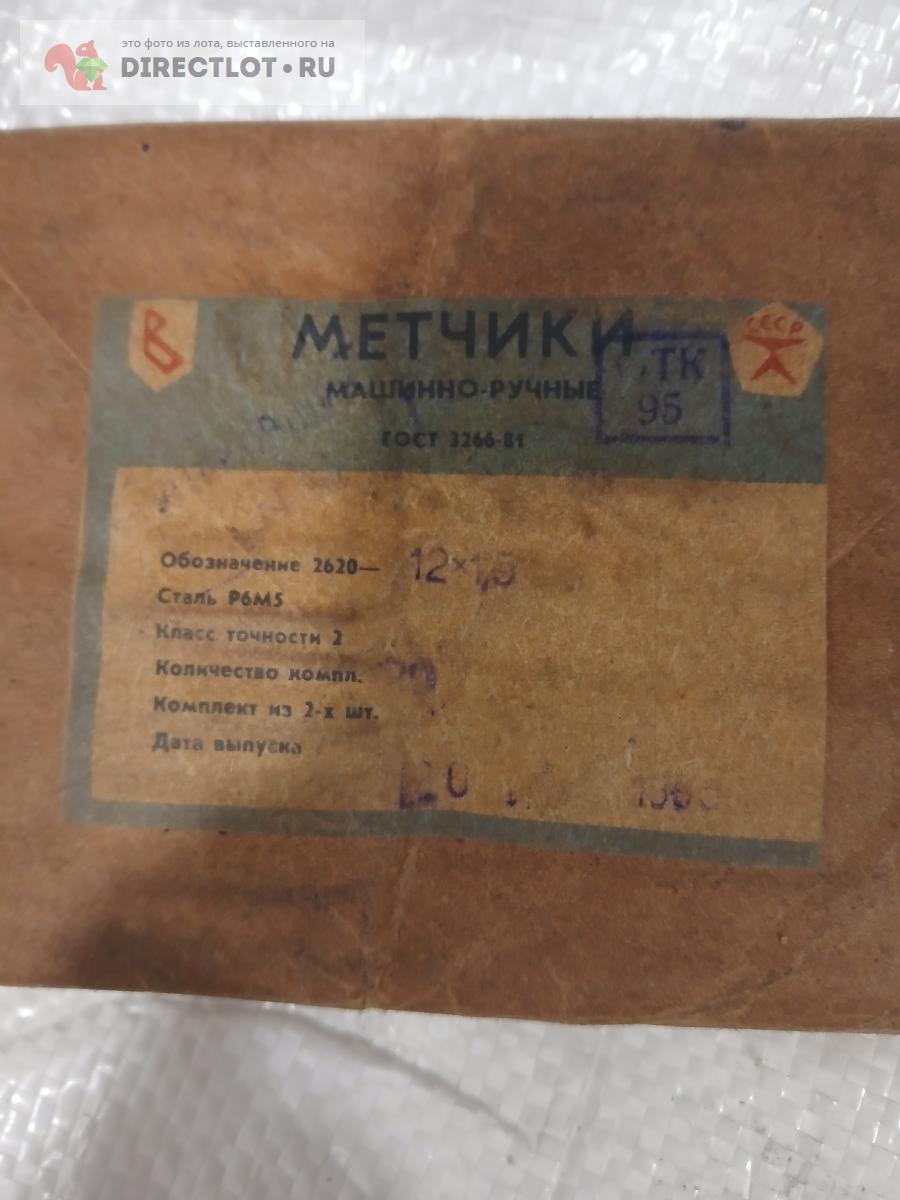 это фото из лота, выставленного на
DIRECTLOT.RU
В
СССР
МЕТЧИКИ
МАШИННО-РУЧНЫЕ
ТК
95
ГОСТ 3266-81
Обозначение 2620— 12×1,5
Сталь Р6М5
Класс точности 2
Количество компл.
Комплект из 2-х шт.
Дата выпуска